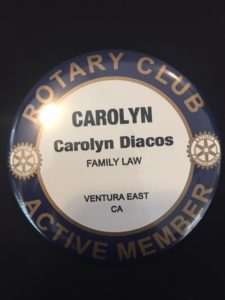 ROTARY CLUB
CAROLYN
Carolyn Diacos
FAMILY LAW
VENTURA EAST
CA
ACTIVE MEMBER